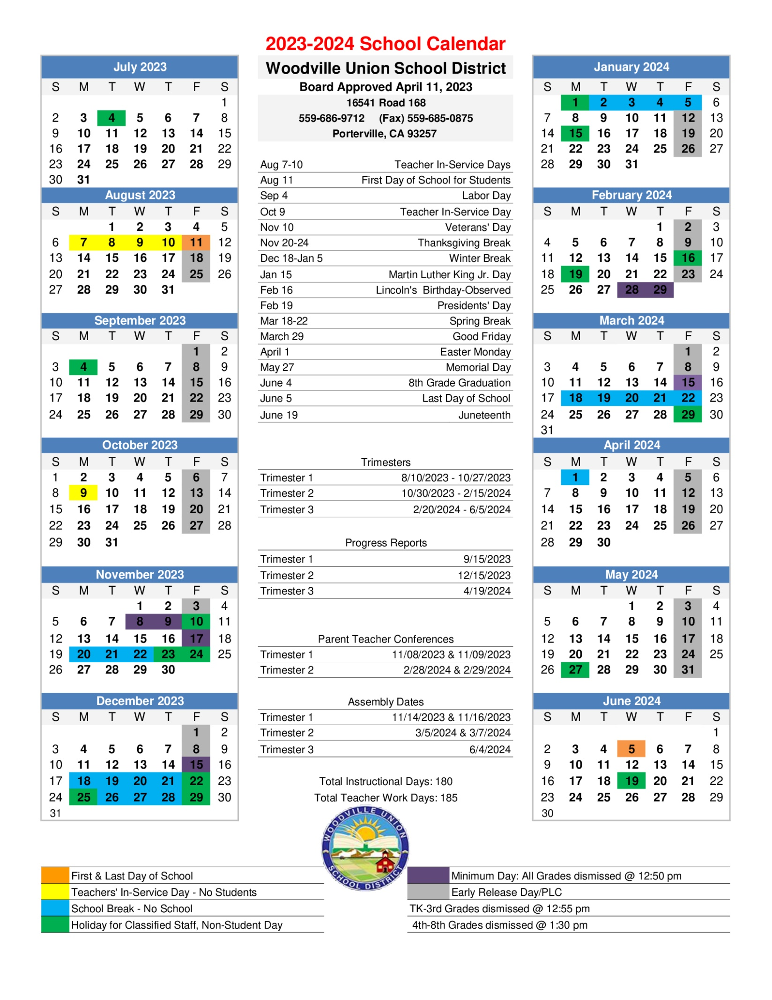 2023-2024 School Calendar
Woodville Union School District
Board Approved April 11, 2023
16541 Road 168
559-686-9712 (Fax) 559-685-0875
Porterville, CA 93257
July 2023
S M T W T F S
1
2 3 4 5 6 7 8
9 10 11 12 13 14 15
16 17 18 19 20 21 22
23 24 25 26 27 28 29
30 31
August 2023
S M T W T F S
1 2 3 4 5
6 7 8 9 10 11 12
13 14 15 16 17 18 19
20 21 22 23 24 25 26
27 28 29 30 31
September 2023
S M T W T F S
1 2
3 4 5 6 7 8 9
10 11 12 13 14 15 16
17 18 19 20 21 22 23
24 25 26 27 28 29 30
October 2023
S M T W T F S
1 2 3 4 5 6 7
8 9 10 11 12 13 14
15 16 17 18 19 20 21
22 23 24 25 26 27 28
29 30 31
November 2023
S M T W T F S
1 2 3 4
5 6 7 8 9 10 11
12 13 14 15 16 17 18
19 20 21 22 23 24 25
26 27 28 29 30
December 2023
S M T W T F S
1 2
3 4 5 6 7 8 9
10 11 12 13 14 15 16
17 18 19 20 21 22 23
24 25 26 27 28 29 30
31
Aug 7-10 Teacher In-Service Days
Aug 11 First Day of School for Students
Sep 4 Labor Day
Oct 9 Teacher In-Service Day
Nov 10 Veterans' Day
Nov 20-24 Thanksgiving Break
Dec 18-Jan 5 Winter Break
Jan 15 Martin Luther King Jr. Day
Feb 16 Lincoln's Birthday-Observed
Feb 19 Presidents' Day
Mar 18-22 Spring Break
March 29 Good Friday
April 1 Easter Monday
May 27 Memorial Day
June 4 8th Grade Graduation
June 5 Last Day of School
June 19 Juneteenth
Trimesters
Trimester 1 8/10/2023 - 10/27/2023
Trimester 2 10/30/2023 - 2/15/2024
Trimester 3 2/20/2024 - 6/5/2024
Progress Reports
Trimester 1 9/15/2023
Trimester 2 12/15/2023
Trimester 3 4/19/2024
Parent Teacher Conferences
Trimester 1 11/08/2023 & 11/09/2023
Trimester 2 2/28/2024 & 2/29/2024
Assembly Dates
Trimester 1 11/14/2023 & 11/16/2023
Trimester 2 3/5/2024 & 3/7/2024
Trimester 3 6/4/2024
Total Instructional Days: 180
Total Teacher Work Days: 185
WOODVILLE UNION
SCHOOL DISTRICT
January 2024
S M T W T F S
1 2 3 4 5 6
7 8 9 10 11 12 13
14 15 16 17 18 19 20
21 22 23 24 25 26 27
28 29 30 31
February 2024
S M T W T F S
1 2 3
4 5 6 7 8 9 10
11 12 13 14 15 16 17
18 19 20 21 22 23 24
25 26 27 28 29
March 2024
S M T W T F S
1 2
3 4 5 6 7 8 9
10 11 12 13 14 15 16
17 18 19 20 21 22 23
24 25 26 27 28 29 30
31
April 2024
S M T W T F S
1 2 3 4 5 6
7 8 9 10 11 12 13
14 15 16 17 18 19 20
21 22 23 24 25 26 27
28 29 30
May 2024
S M T W T F S
1 2 3 4
5 6 7 8 9 10 11
12 13 14 15 16 17 18
19 20 21 22 23 24 25
26 27 28 29 30 31
June 2024
S M T W T F S
1
2 3 4 5 6 7 8
9 10 11 12 13 14 15
16 17 18 19 20 21 22
23 24 25 26 27 28 29
30
First & Last Day of School
Teachers' In-Service Day - No Students
School Break - No School
Holiday for Classified Staff, Non-Student Day
Minimum Day: All Grades dismissed @ 12:50 pm
Early Release Day/PLC
TK-3rd Grades dismissed @ 12:55 pm
4th-8th Grades dismissed @ 1:30 pm